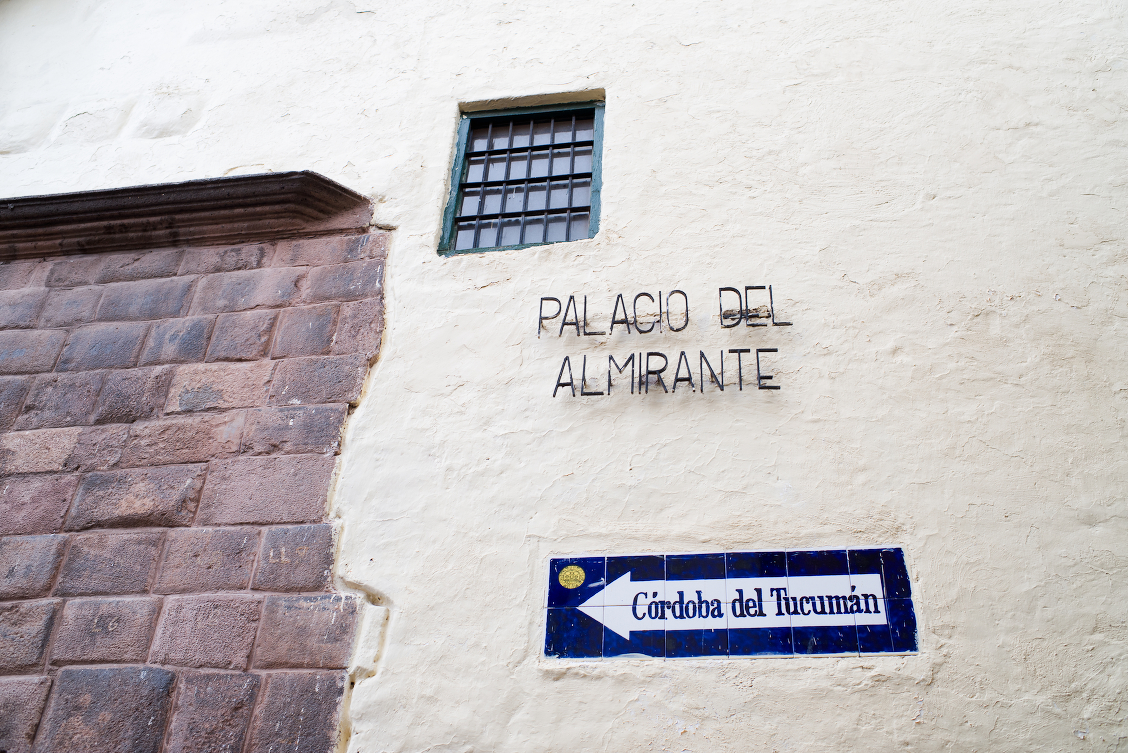 PALACIO DEL
ALMIRANTE
Córdoba del Tucumán